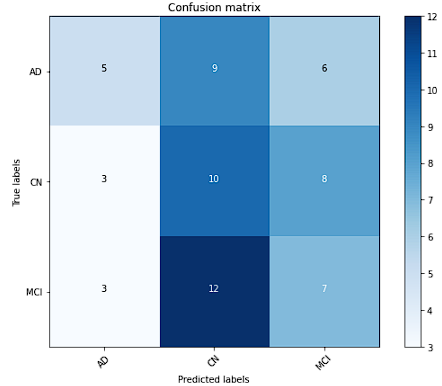 Confusion matrix
AD 5 9 6
CN 3 10 8
MCI 3 12 7
AD CN MCI
True labels
Predicted labels
12
11
10
9
8
7
6
5
4
3